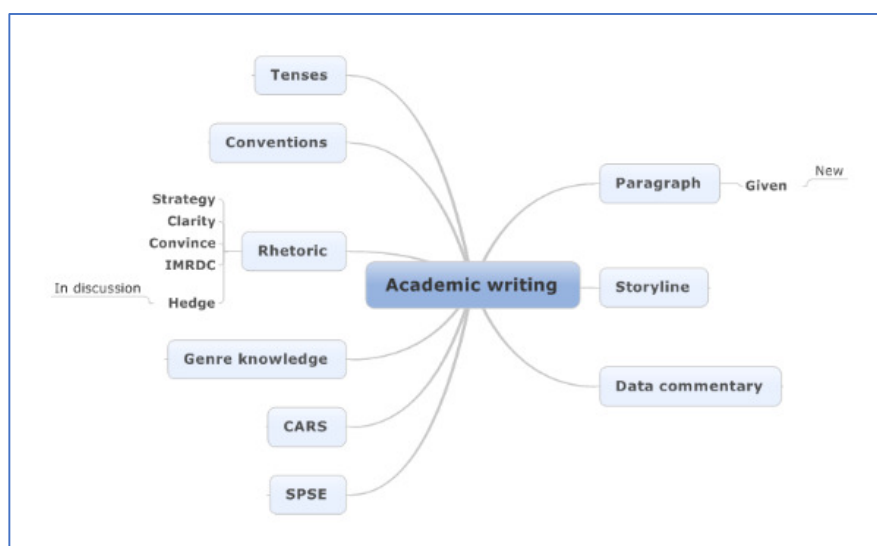 Tenses
Conventions
Strategy
Clarity
Convince
IMRDC
Hedge
In discussion
Rhetoric
Genre knowledge
CARS
SPSE
Academic writing
Paragraph
Given
New
Storyline
Data commentary